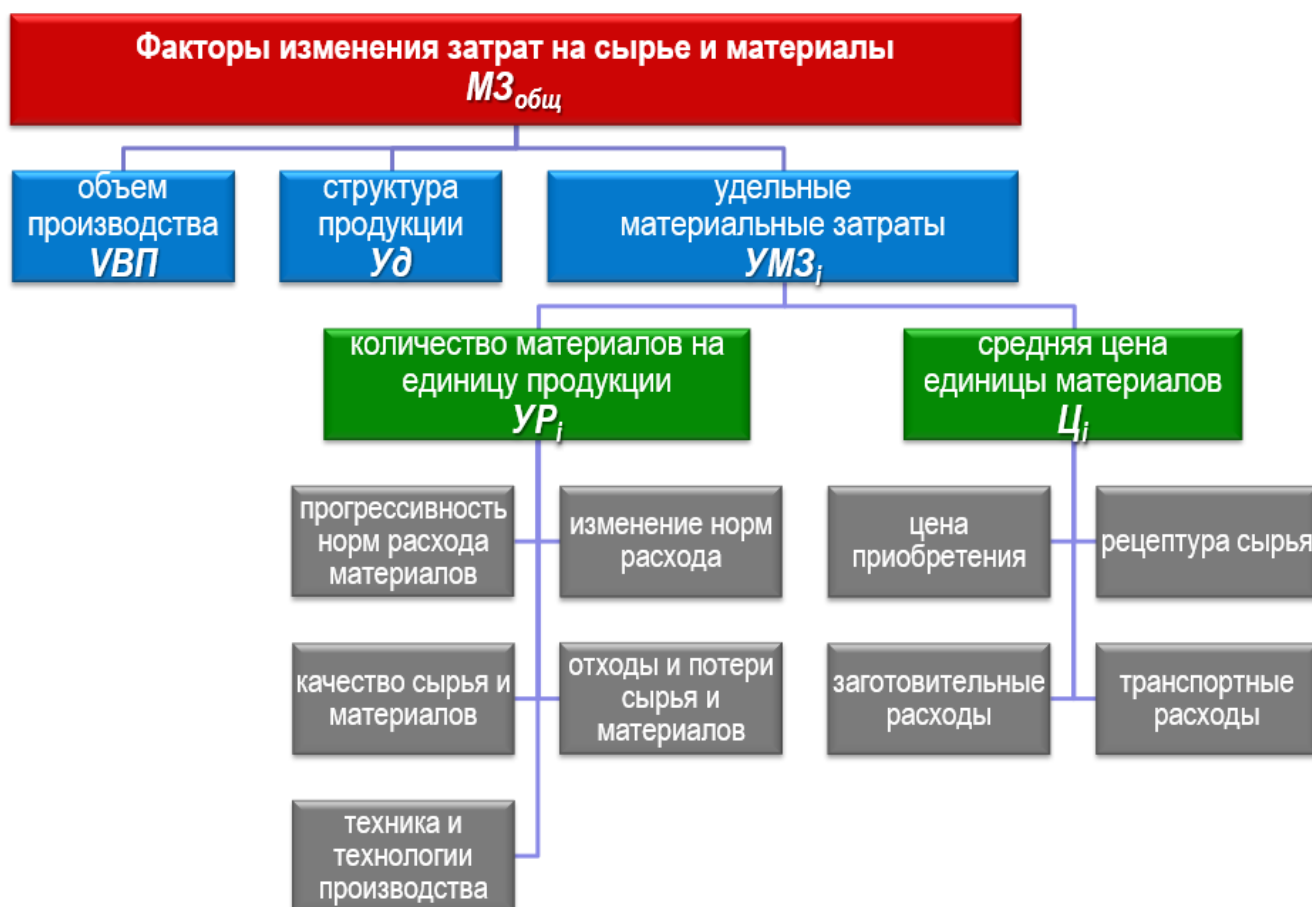 Факторы изменения затрат на сырье и материалы
МЗобщ
объем
производства
VВП
структура
продукции
Уд
удельные
материальные затраты
УМЗi
количество материалов на
единицу продукции
УРi
средняя цена
единицы материалов
Цi
прогрессивность
норм расхода
материалов
изменение норм
расхода
цена
приобретения
рецептура сырья
качество сырья и
материалов
отходы и потери
сырья и
материалов
заготовительные
расходы
транспортные
расходы
техника и
технологии
производства